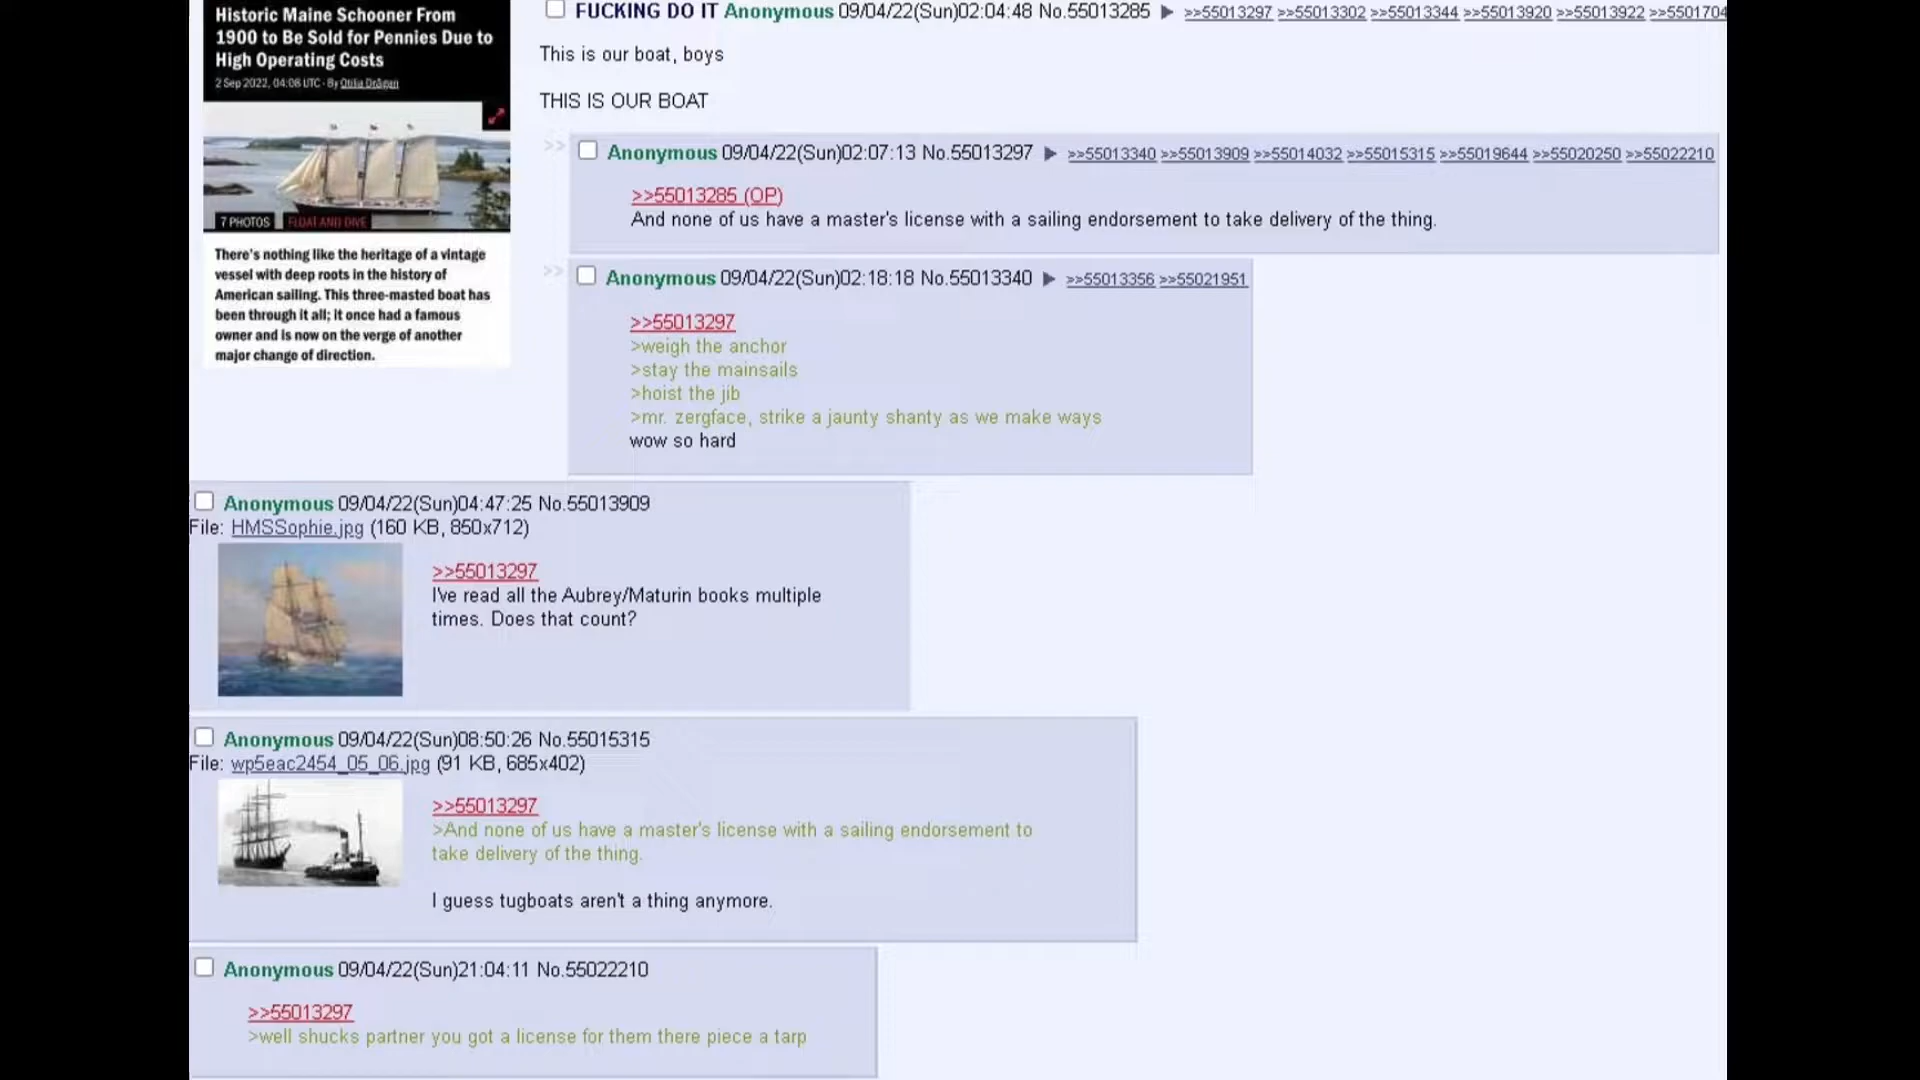 Historic Maine Schooner From
1900 to Be Sold for Pennies Due to
High Operating Costs
2 Sep 2022, 04:08 UTC · By Otilia Drăgan
7 PHOTOS FLOAT AND DIVE
There's nothing like the heritage of a vintage
vessel with deep roots in the history of
American sailing. This three-masted boat has
been through it all; it once had a famous
owner and is now on the verge of another
major change of direction.
FUCKING DO IT Anonymous 09/04/22(Sun)02:04:48 No.55013285 ▶ >>55013297 >>55013302 >>55013344 >>55013920 >>55013922 >>5501704
This is our boat, boys
THIS IS OUR BOAT
>> Anonymous 09/04/22(Sun)02:07:13 No.55013297 ▶ >>55013340 >>55013909 >>55014032 >>55015315 >>55019644 >>55020250 >>55022210
>>55013285 (OP)
And none of us have a master's license with a sailing endorsement to take delivery of the thing.
>> Anonymous 09/04/22(Sun)02:18:18 No.55013340 ▶ >>55013356 >>55021951
>>55013297
>weigh the anchor
>stay the mainsails
>hoist the jib
>mr. zergface, strike a jaunty shanty as we make ways
wow so hard
Anonymous 09/04/22(Sun)04:47:25 No.55013909
File: HMSSophie.jpg (160 KB, 850x712)
>>55013297
I've read all the Aubrey/Maturin books multiple
times. Does that count?
Anonymous 09/04/22(Sun)08:50:26 No.55015315
File: wp5eac2454_05_06.jpg (91 KB, 685x402)
>>55013297
>And none of us have a master's license with a sailing endorsement to
take delivery of the thing.
I guess tugboats aren't a thing anymore.
Anonymous 09/04/22(Sun)21:04:11 No.55022210
>>55013297
>well shucks partner you got a license for them there piece a tarp